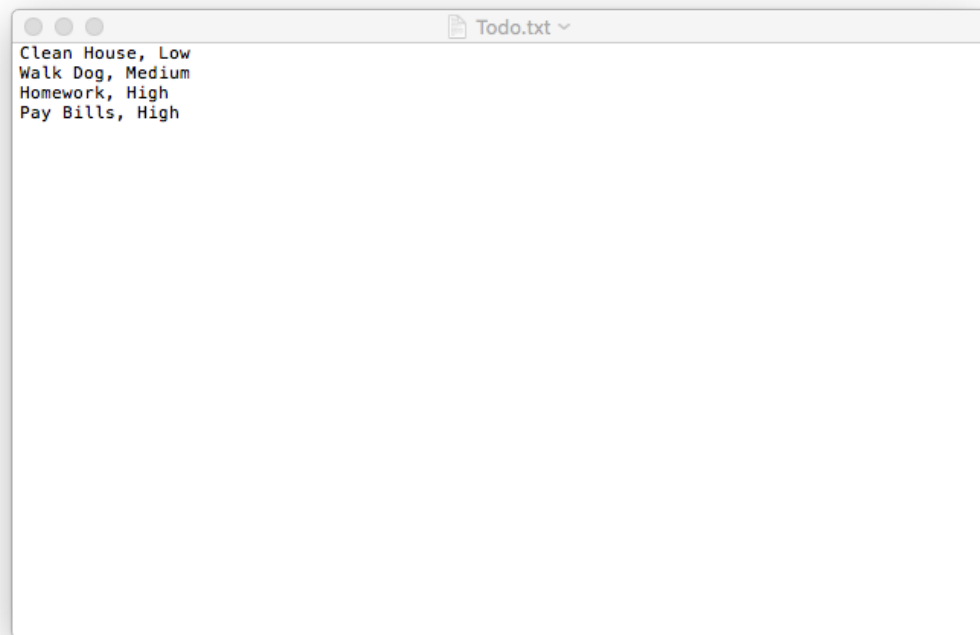 Todo.txt
Clean House, Low
Walk Dog, Medium
Homework, High
Pay Bills, High